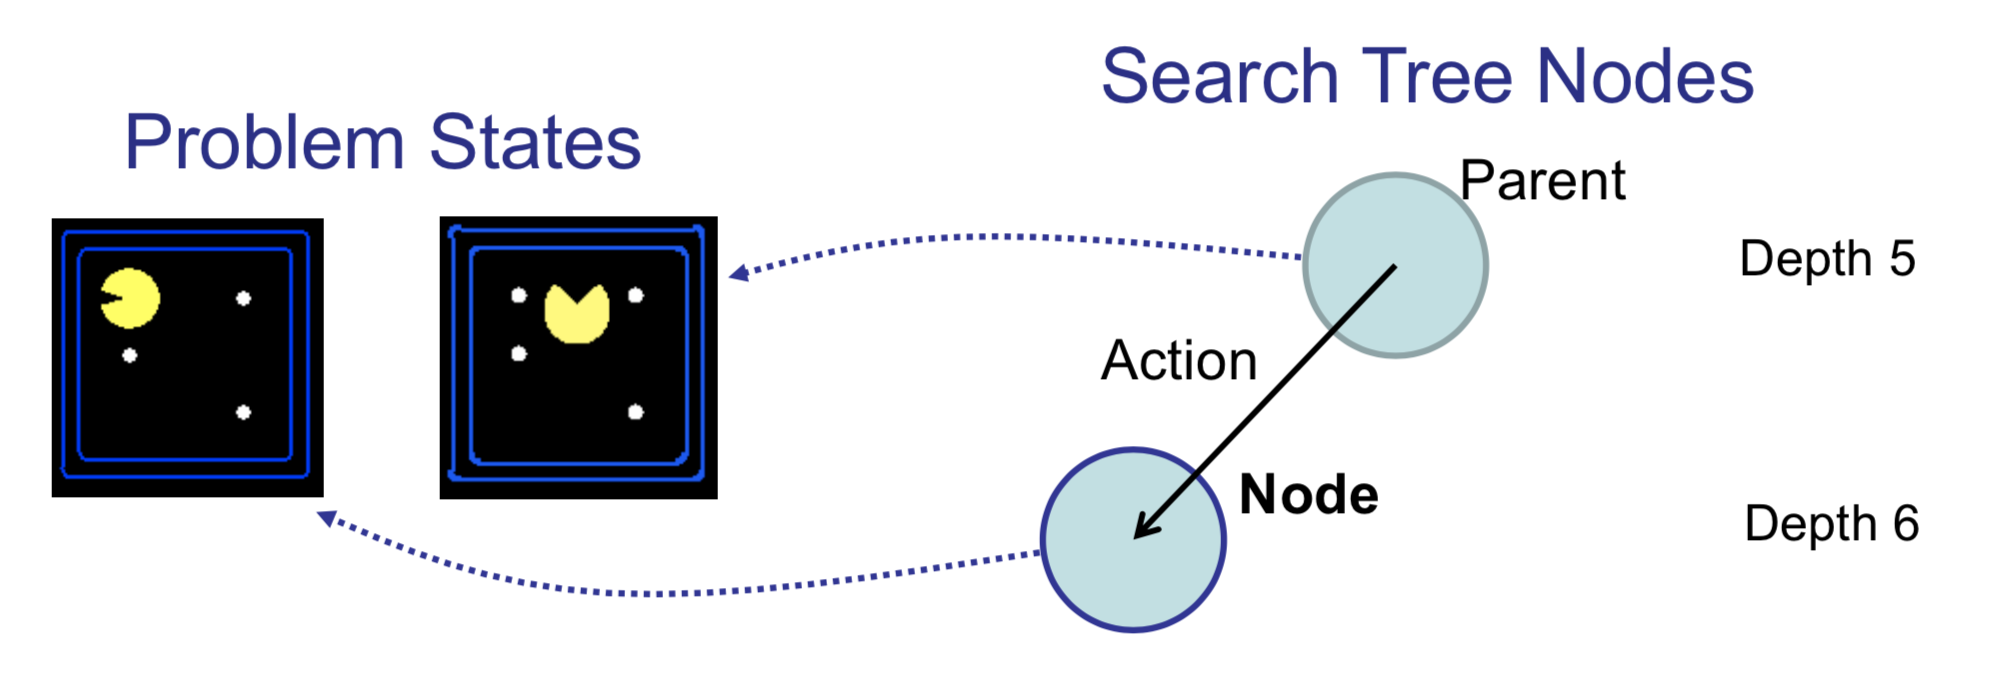 Search Tree Nodes
Problem States
Parent
Depth 5
Action
Node
Depth 6